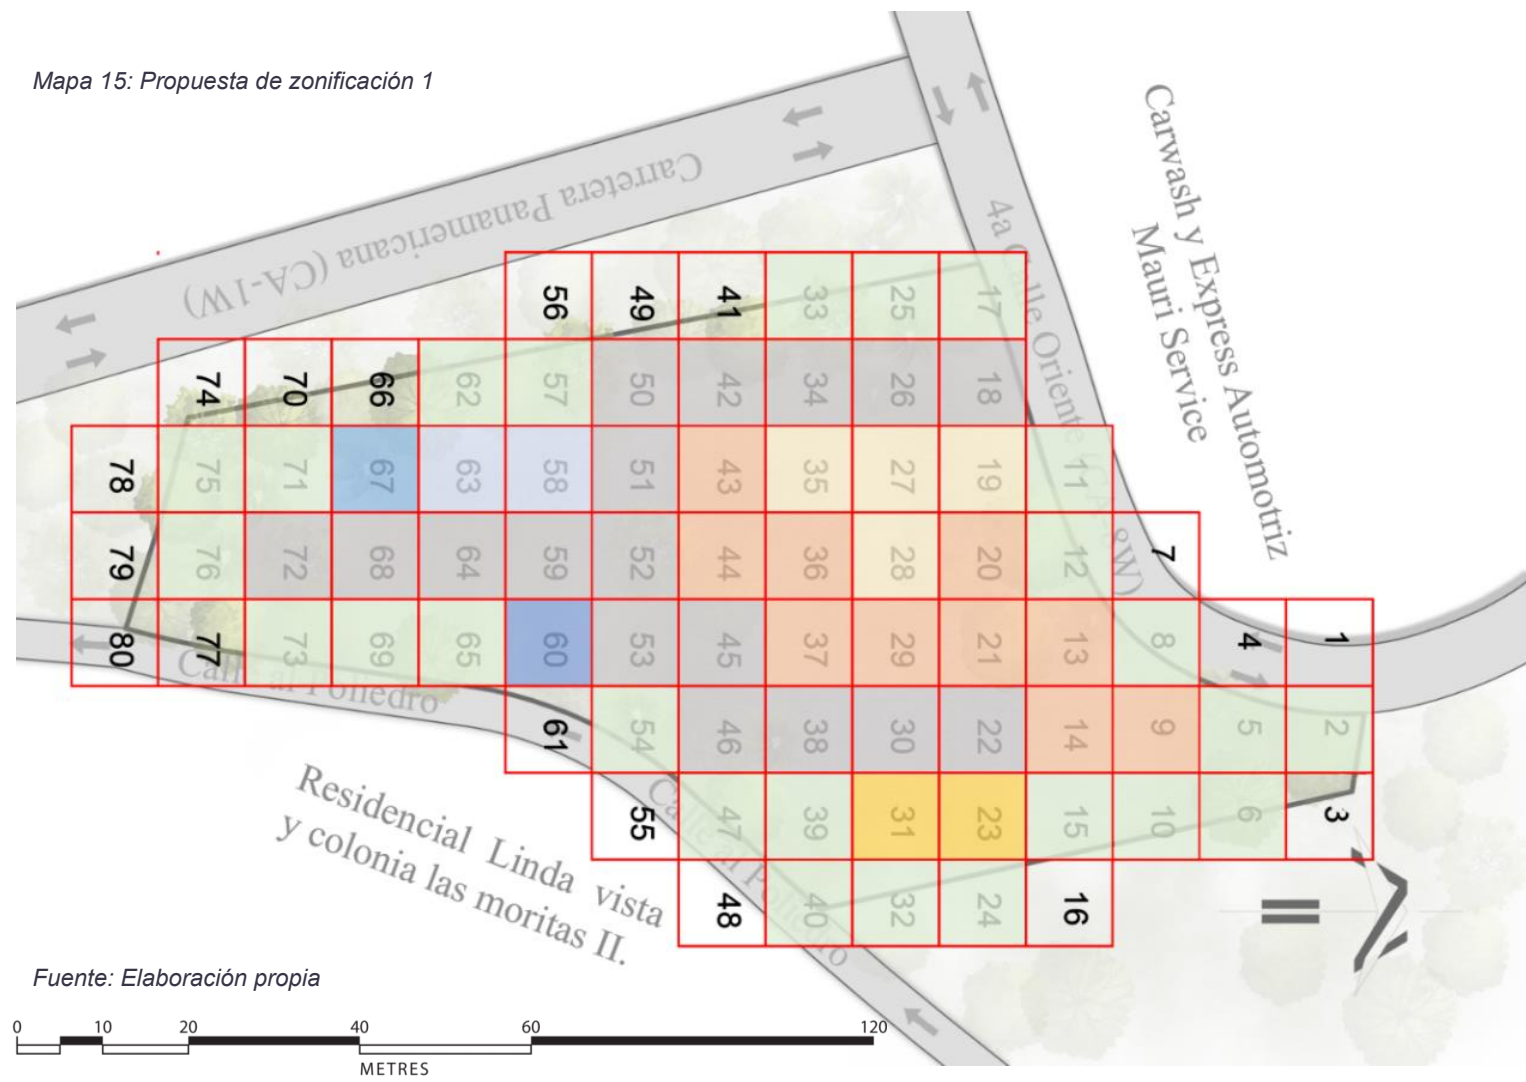 Mapa 15: Propuesta de zonificación 1
Carretera Panamericana (CA-1W)
4a Calle Oriente (CA-8W)
Carwash y Express Automotriz
Mauri Service
56 49 41 33 25 17
74 70 66 62 57 50 42 34 26 18
78 75 71 67 63 58 51 43 35 27 19 11
79 76 72 68 64 59 52 44 36 28 20 12 7
80 77 73 69 65 60 53 45 37 29 21 13 8 4 1
61 54 46 38 30 22 14 9 5 2
55 47 39 31 23 15 10 6 3
48 40 32 24 16
Calle al Poliedro
Calle al Poliedro
Residencial Linda vista
y colonia las moritas II.
Fuente: Elaboración propia
0 10 20 40 60 120
METRES